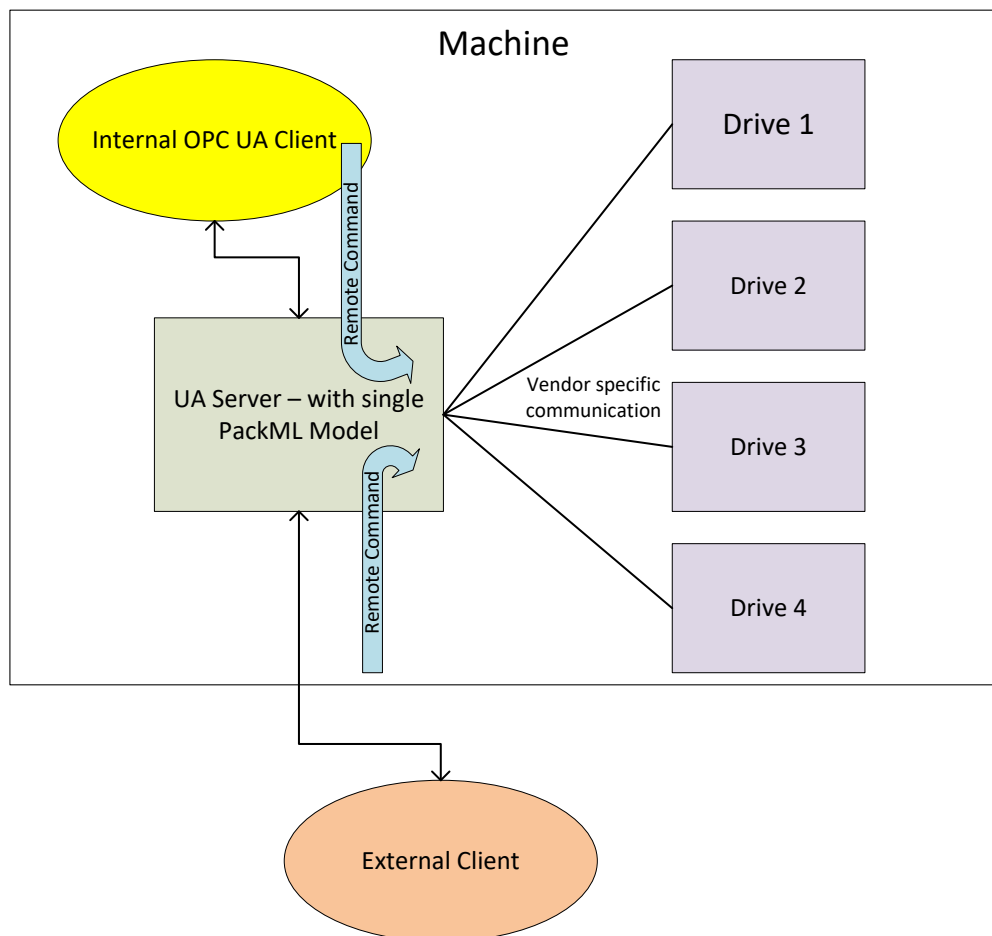 Machine
Internal OPC UA Client
Remote Command
UA Server – with single
PackML Model
Remote Command
Vendor specific
communication
Drive 1
Drive 2
Drive 3
Drive 4
External Client